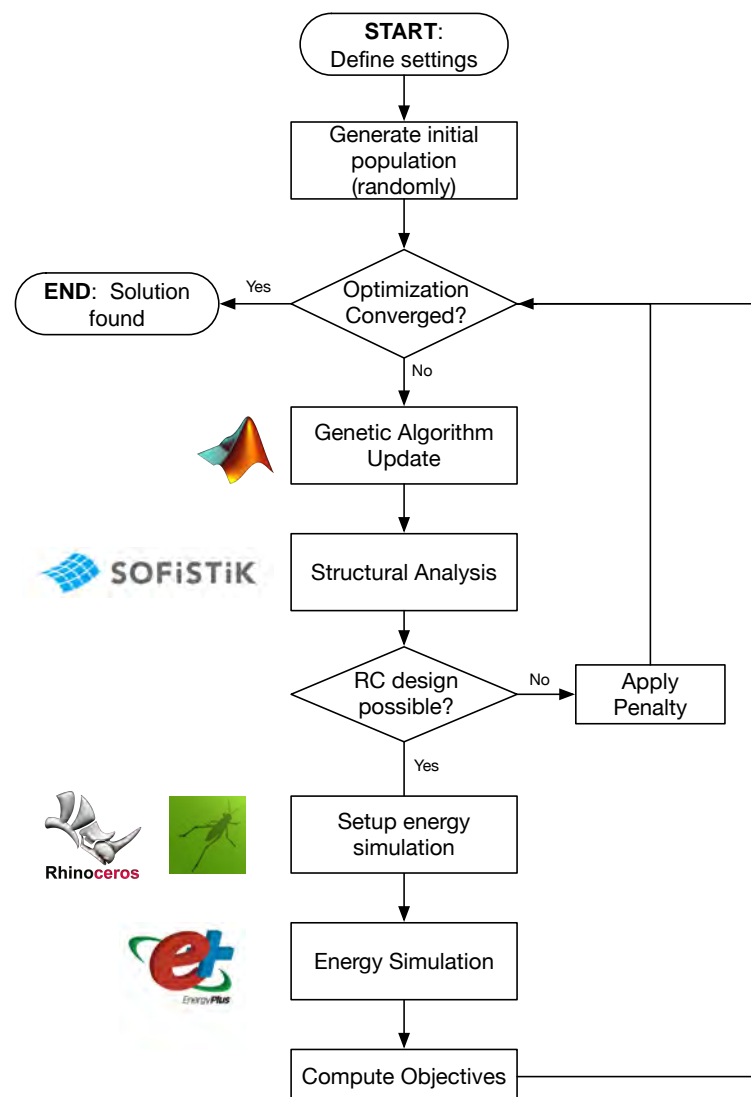 START:
Define settings
Generate initial
population
(randomly)
Optimization
Converged?
Yes
END: Solution
found
No
Genetic Algorithm
Update
SOFiSTiK
Structural Analysis
RC design
possible?
No
Apply
Penalty
Yes
Rhinoceros
Setup energy
simulation
e+
EnergyPlus
Energy Simulation
Compute Objectives